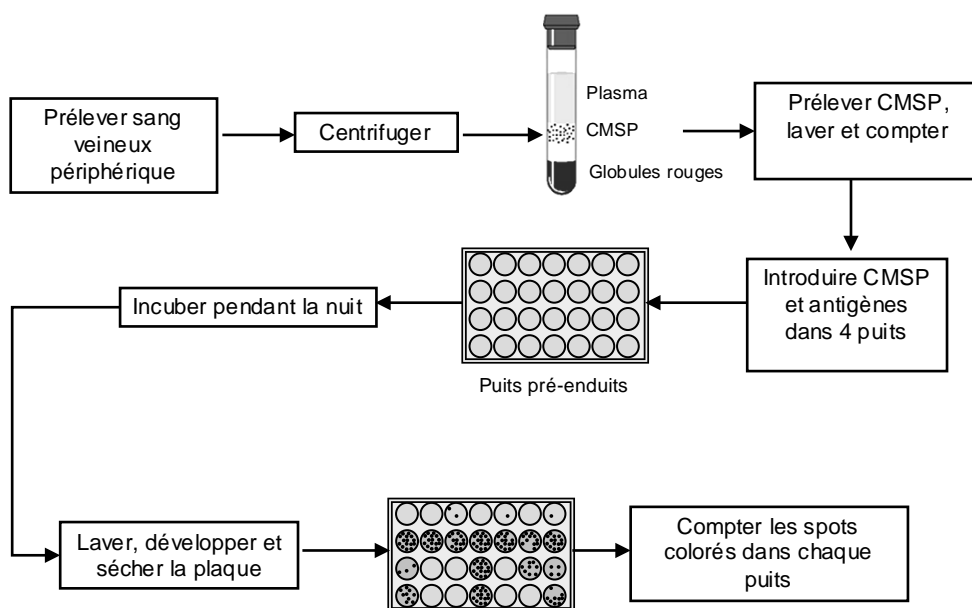 Prélever sang
veineux
périphérique
Centrifuger
Plasma
CMSP
Globules rouges
Prélever CMSP,
laver et compter
Introduire CMSP
et antigènes
dans 4 puits
Puits pré-enduits
Incuber pendant la nuit
Laver, développer et
sécher la plaque
Compter les spots
colorés dans chaque
puits